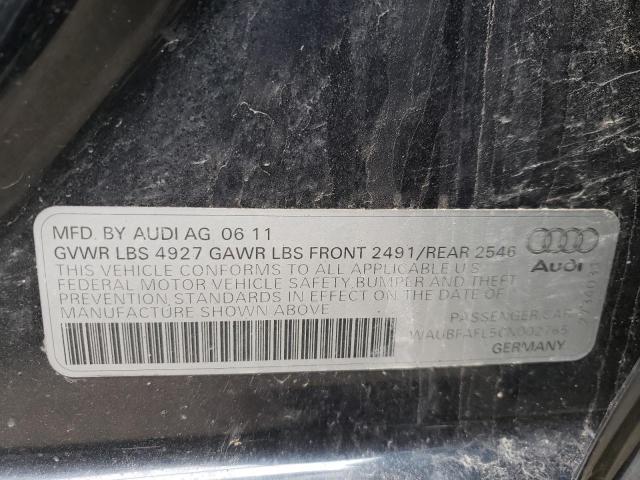 MFD. BY AUDI AG 06 11
GVWR LBS 4927 GAWR LBS FRONT 2491/REAR 2546
THIS VEHICLE CONFORMS TO ALL APPLICABLE U S
FEDERAL MOTOR VEHICLE SAFETY, BUMPER AND THEFT
PREVENTION STANDARDS IN EFFECT ON THE DATE OF
MANUFACTURE SHOWN ABOVE
Audi
PASSENGER CAR
WAUBFAFL5CN002765
GERMANY